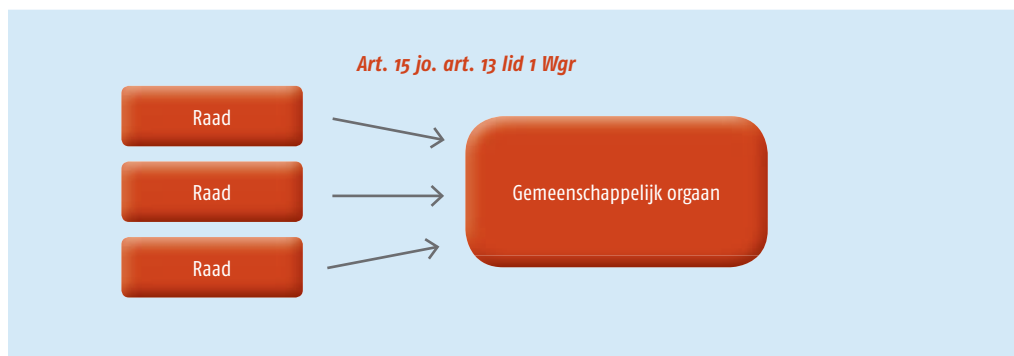 Art. 15 jo. art. 13 lid 1 Wgr
Raad
Raad
Gemeenschappelijk orgaan
Raad